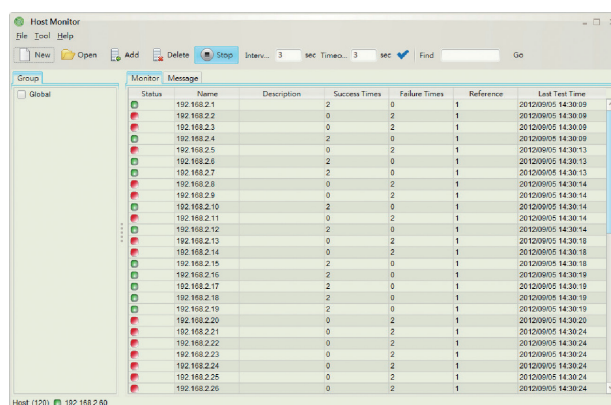 Host Monitor
File Tool Help
New Open Add Delete Stop Interv... 3 sec Timeo... 3 sec Find Go
Group Monitor Message
Global
Status Name Description Success Times Failure Times Reference Last Test Time
192.168.2.1 2 0 1 2012/09/05 14:30:09
192.168.2.2 0 2 1 2012/09/05 14:30:09
192.168.2.3 0 2 1 2012/09/05 14:30:09
192.168.2.4 2 0 1 2012/09/05 14:30:09
192.168.2.5 0 2 1 2012/09/05 14:30:13
192.168.2.6 2 0 1 2012/09/05 14:30:13
192.168.2.7 2 0 1 2012/09/05 14:30:13
192.168.2.8 0 2 1 2012/09/05 14:30:14
192.168.2.9 0 2 1 2012/09/05 14:30:14
192.168.2.10 2 0 1 2012/09/05 14:30:14
192.168.2.11 0 2 1 2012/09/05 14:30:14
192.168.2.12 2 0 1 2012/09/05 14:30:14
192.168.2.13 0 2 1 2012/09/05 14:30:18
192.168.2.14 0 2 1 2012/09/05 14:30:18
192.168.2.15 2 0 1 2012/09/05 14:30:18
192.168.2.16 2 0 1 2012/09/05 14:30:19
192.168.2.17 2 0 1 2012/09/05 14:30:19
192.168.2.18 2 0 1 2012/09/05 14:30:19
192.168.2.19 2 0 1 2012/09/05 14:30:19
192.168.2.20 0 2 1 2012/09/05 14:30:20
192.168.2.21 0 2 1 2012/09/05 14:30:24
192.168.2.22 0 2 1 2012/09/05 14:30:24
192.168.2.23 0 2 1 2012/09/05 14:30:24
192.168.2.24 0 2 1 2012/09/05 14:30:24
192.168.2.25 0 2 1 2012/09/05 14:30:24
192.168.2.26 0 2 1 2012/09/05 14:30:24
Host (120) 192.168.2.60